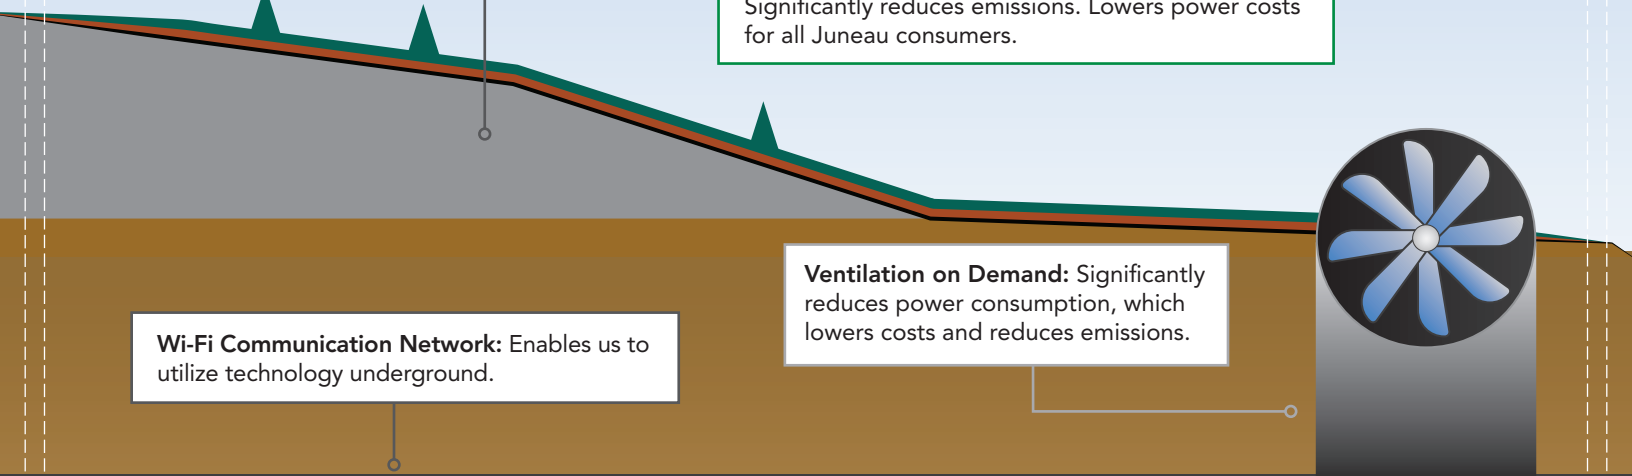 Significantly reduces emissions. Lowers power costs
for all Juneau consumers.
Ventilation on Demand: Significantly
reduces power consumption, which
lowers costs and reduces emissions.
Wi-Fi Communication Network: Enables us to
utilize technology underground.